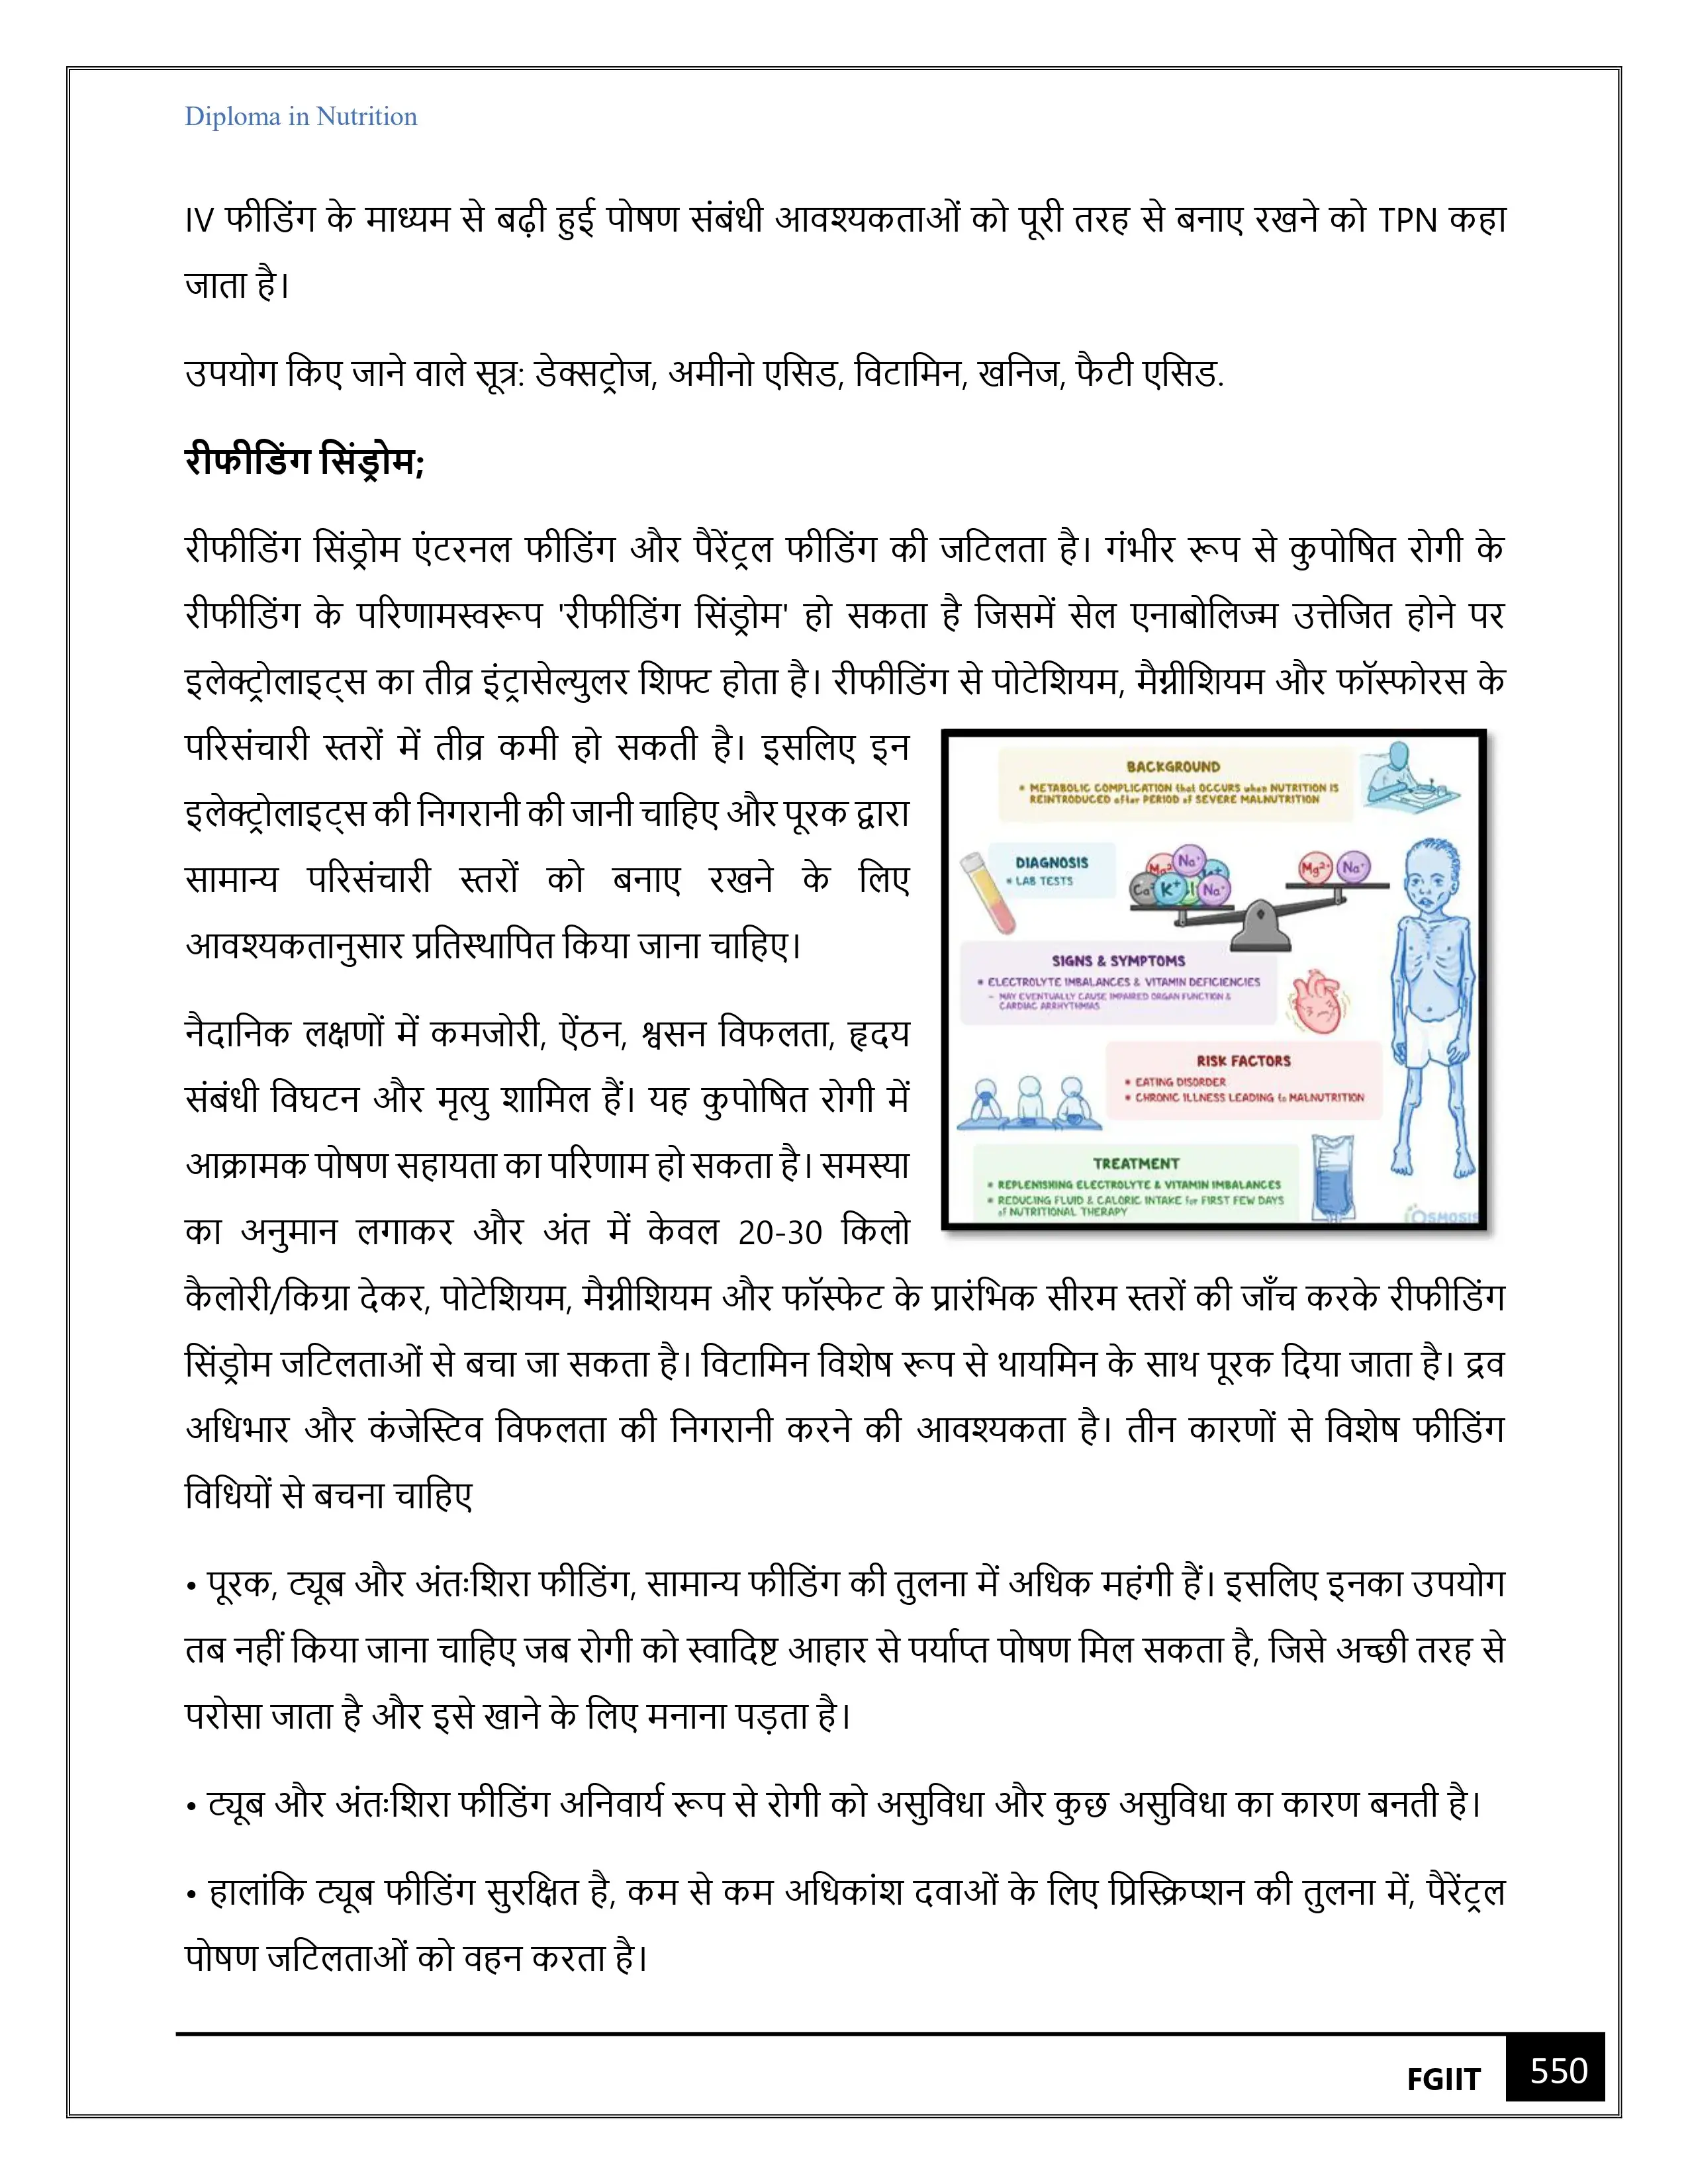 Diploma in Nutrition
IV फीडिंग के माध्यम से बढ़ी हुई पोषण संबंधी आवश्यकताओं को पूरी तरह से बनाए रखने को TPN कहा
जाता है।
उपयोग किए जाने वाले सूत्र: डेक्सट्रोज, अमीनो एसिड, विटामिन, खनिज, फैटी एसिड.
रीफीडिंग सिंड्रोम;
रीफीडिंग सिंड्रोम एंटरनल फीडिंग और पैरेंट्रल फीडिंग की जटिलता है। गंभीर रूप से कुपोषित रोगी के
रीफीडिंग के परिणामस्वरूप 'रीफीडिंग सिंड्रोम' हो सकता है जिसमें सेल एनाबोलिज्म उत्तेजित होने पर
इलेक्ट्रोलाइट्स का तीव्र इंट्रासेल्युलर शिफ्ट होता है। रीफीडिंग से पोटेशियम, मैग्नीशियम और फॉस्फोरस के
परिसंचारी स्तरों में तीव्र कमी हो सकती है। इसलिए इन
इलेक्ट्रोलाइट्स की निगरानी की जानी चाहिए और पूरक द्वारा
सामान्य परिसंचारी स्तरों को बनाए रखने के लिए
आवश्यकतानुसार प्रतिस्थापित किया जाना चाहिए।
नैदानिक लक्षणों में कमजोरी, ऐंठन, श्वसन विफलता, हृदय
संबंधी विघटन और मृत्यु शामिल हैं। यह कुपोषित रोगी में
आक्रामक पोषण सहायता का परिणाम हो सकता है। समस्या
का अनुमान लगाकर और अंत में केवल 20-30 किलो
कैलोरी/किग्रा देकर, पोटेशियम, मैग्नीशियम और फॉस्फेट के प्रारंभिक सीरम स्तरों की जाँच करके रीफीडिंग
सिंड्रोम जटिलताओं से बचा जा सकता है। विटामिन विशेष रूप से थायमिन के साथ पूरक दिया जाता है। द्रव
अधिभार और कंजेस्टिव विफलता की निगरानी करने की आवश्यकता है। तीन कारणों से विशेष फीडिंग
विधियों से बचना चाहिए
BACKGROUND
* METABOLIC COMPLICATION that OCCURS when NUTRITION IS
REINTRODUCED after PERIOD of SEVERE MALNUTRITION
DIAGNOSIS
* LAB TESTS
Na⁺
Ca
K⁺
Na⁺
Mg²⁺
Na⁺
SIGNS & SYMPTOMS
* ELECTROLYTE IMBALANCES & VITAMIN DEFICIENCIES
- MAY EVENTUALLY CAUSE IMPAIRED ORGAN FUNCTION &
CARDIAC ARRHYTHMIAS
RISK FACTORS
* EATING DISORDER
* CHRONIC ILLNESS LEADING to MALNUTRITION
TREATMENT
* REPLENISHING ELECTROLYTE & VITAMIN IMBALANCES
* REDUCING FLUID & CALORIC INTAKE for FIRST FEW DAYS
of NUTRITIONAL THERAPY
OSMOSIS
• पूरक, ट्यूब और अंतःशिरा फीडिंग, सामान्य फीडिंग की तुलना में अधिक महंगी हैं। इसलिए इनका उपयोग
तब नहीं किया जाना चाहिए जब रोगी को स्वादिष्ट आहार से पर्याप्त पोषण मिल सकता है, जिसे अच्छी तरह से
परोसा जाता है और इसे खाने के लिए मनाना पड़ता है।
• ट्यूब और अंतःशिरा फीडिंग अनिवार्य रूप से रोगी को असुविधा और कुछ असुविधा का कारण बनती है।
• हालांकि ट्यूब फीडिंग सुरक्षित है, कम से कम अधिकांश दवाओं के लिए प्रिस्क्रिप्शन की तुलना में, पैरेंट्रल
पोषण जटिलताओं को वहन करता है।
FGIIT
550